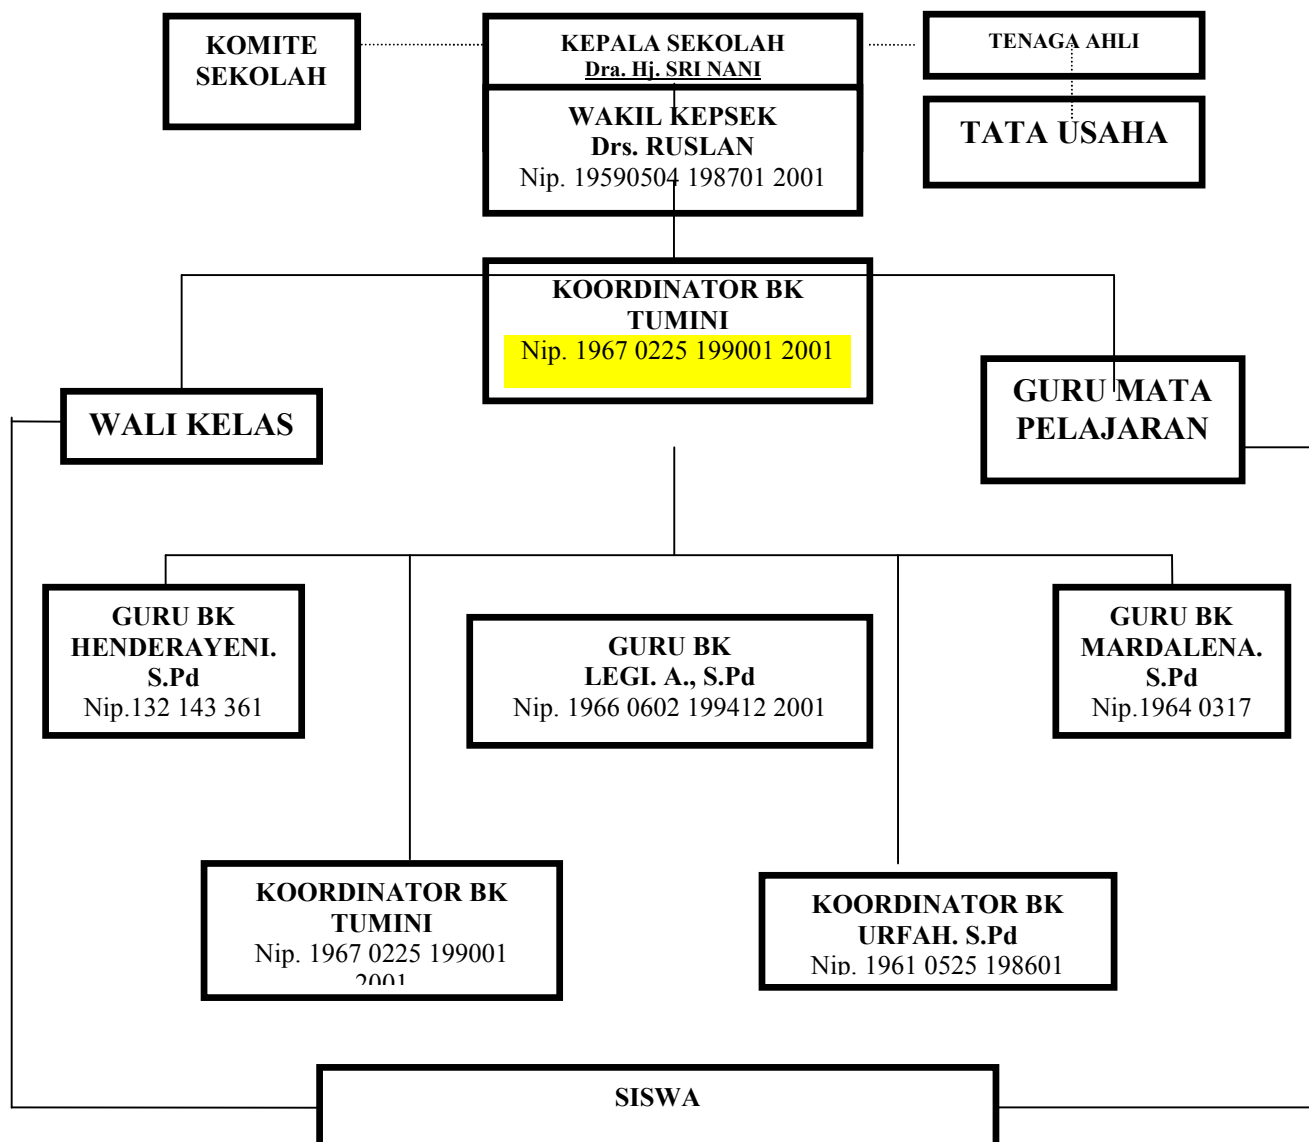 KOMITE
SEKOLAH
KEPALA SEKOLAH
Dra. Hj. SRI NANI
TENAGA AHLI
WAKIL KEPSEK
Drs. RUSLAN
Nip. 19590504 198701 2001
TATA USAHA
KOORDINATOR BK
TUMINI
Nip. 1967 0225 199001 2001
WALI KELAS
GURU MATA
PELAJARAN
GURU BK
HENDERAYENI.
S.Pd
Nip.132 143 361
GURU BK
LEGI. A., S.Pd
Nip. 1966 0602 199412 2001
GURU BK
MARDALENA.
S.Pd
Nip.1964 0317
KOORDINATOR BK
TUMINI
Nip. 1967 0225 199001
2001
KOORDINATOR BK
URFAH. S.Pd
Nip. 1961 0525 198601
SISWA